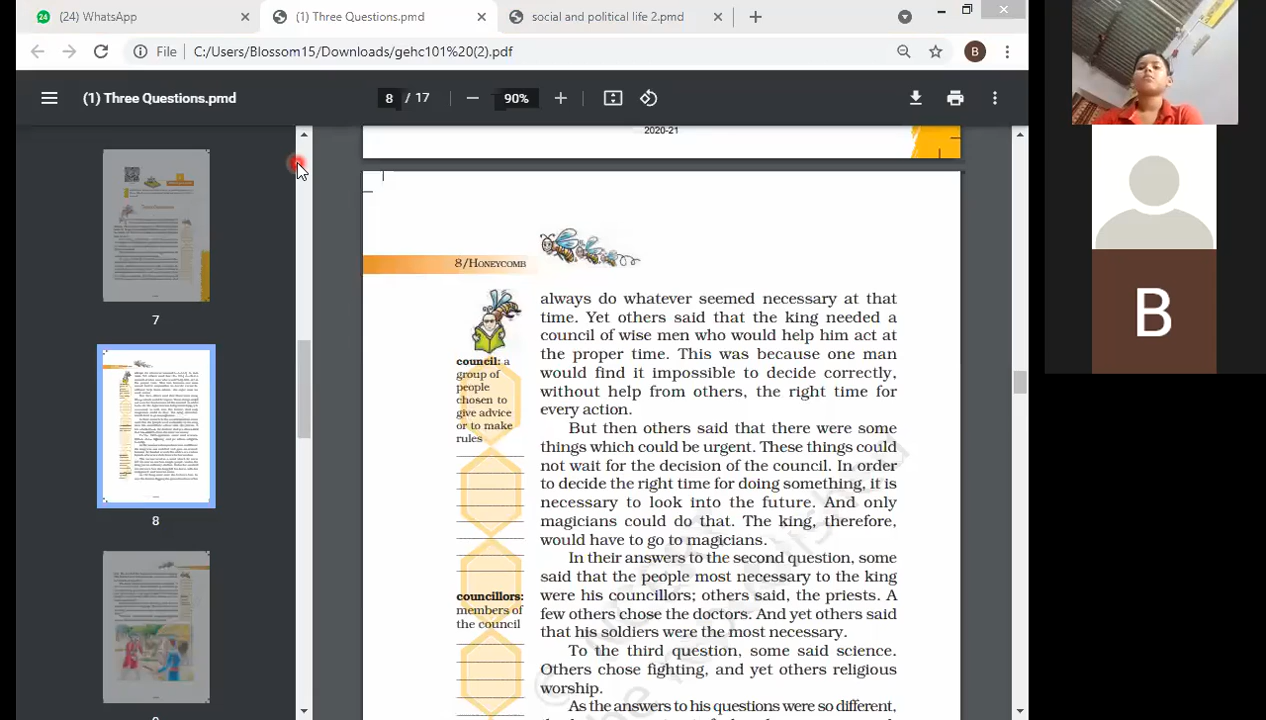 (24) WhatsApp
(1) Three Questions.pmd
social and political life 2.pmd
File
C:/Users/Blossom15/Downloads/gehc101%20(2).pdf
B
(1) Three Questions.pmd
8 / 17
90%
7
8
2020-21
8/HONEYCOMB
always do whatever seemed necessary at that
time. Yet others said that the king needed a
council of wise men who would help him act at
the proper time. This was because one man
would find it impossible to decide correctly,
without help from others, the right time for
every action.
But then others said that there were some
things which could be urgent. These things could
not wait for the decision of the council. In order
to decide the right time for doing something, it is
necessary to look into the future. And only
magicians could do that. The king, therefore,
would have to go to magicians.
In their answers to the second question, some
said that the people most necessary to the king
were his councillors; others said, the priests. A
few others chose the doctors. And yet others said
that his soldiers were the most necessary.
To the third question, some said science.
Others chose fighting, and yet others religious
worship.
As the answers to his questions were so different,
council: a
group of
people
chosen to
give advice
or to make
rules
councillors:
members of
the council
B